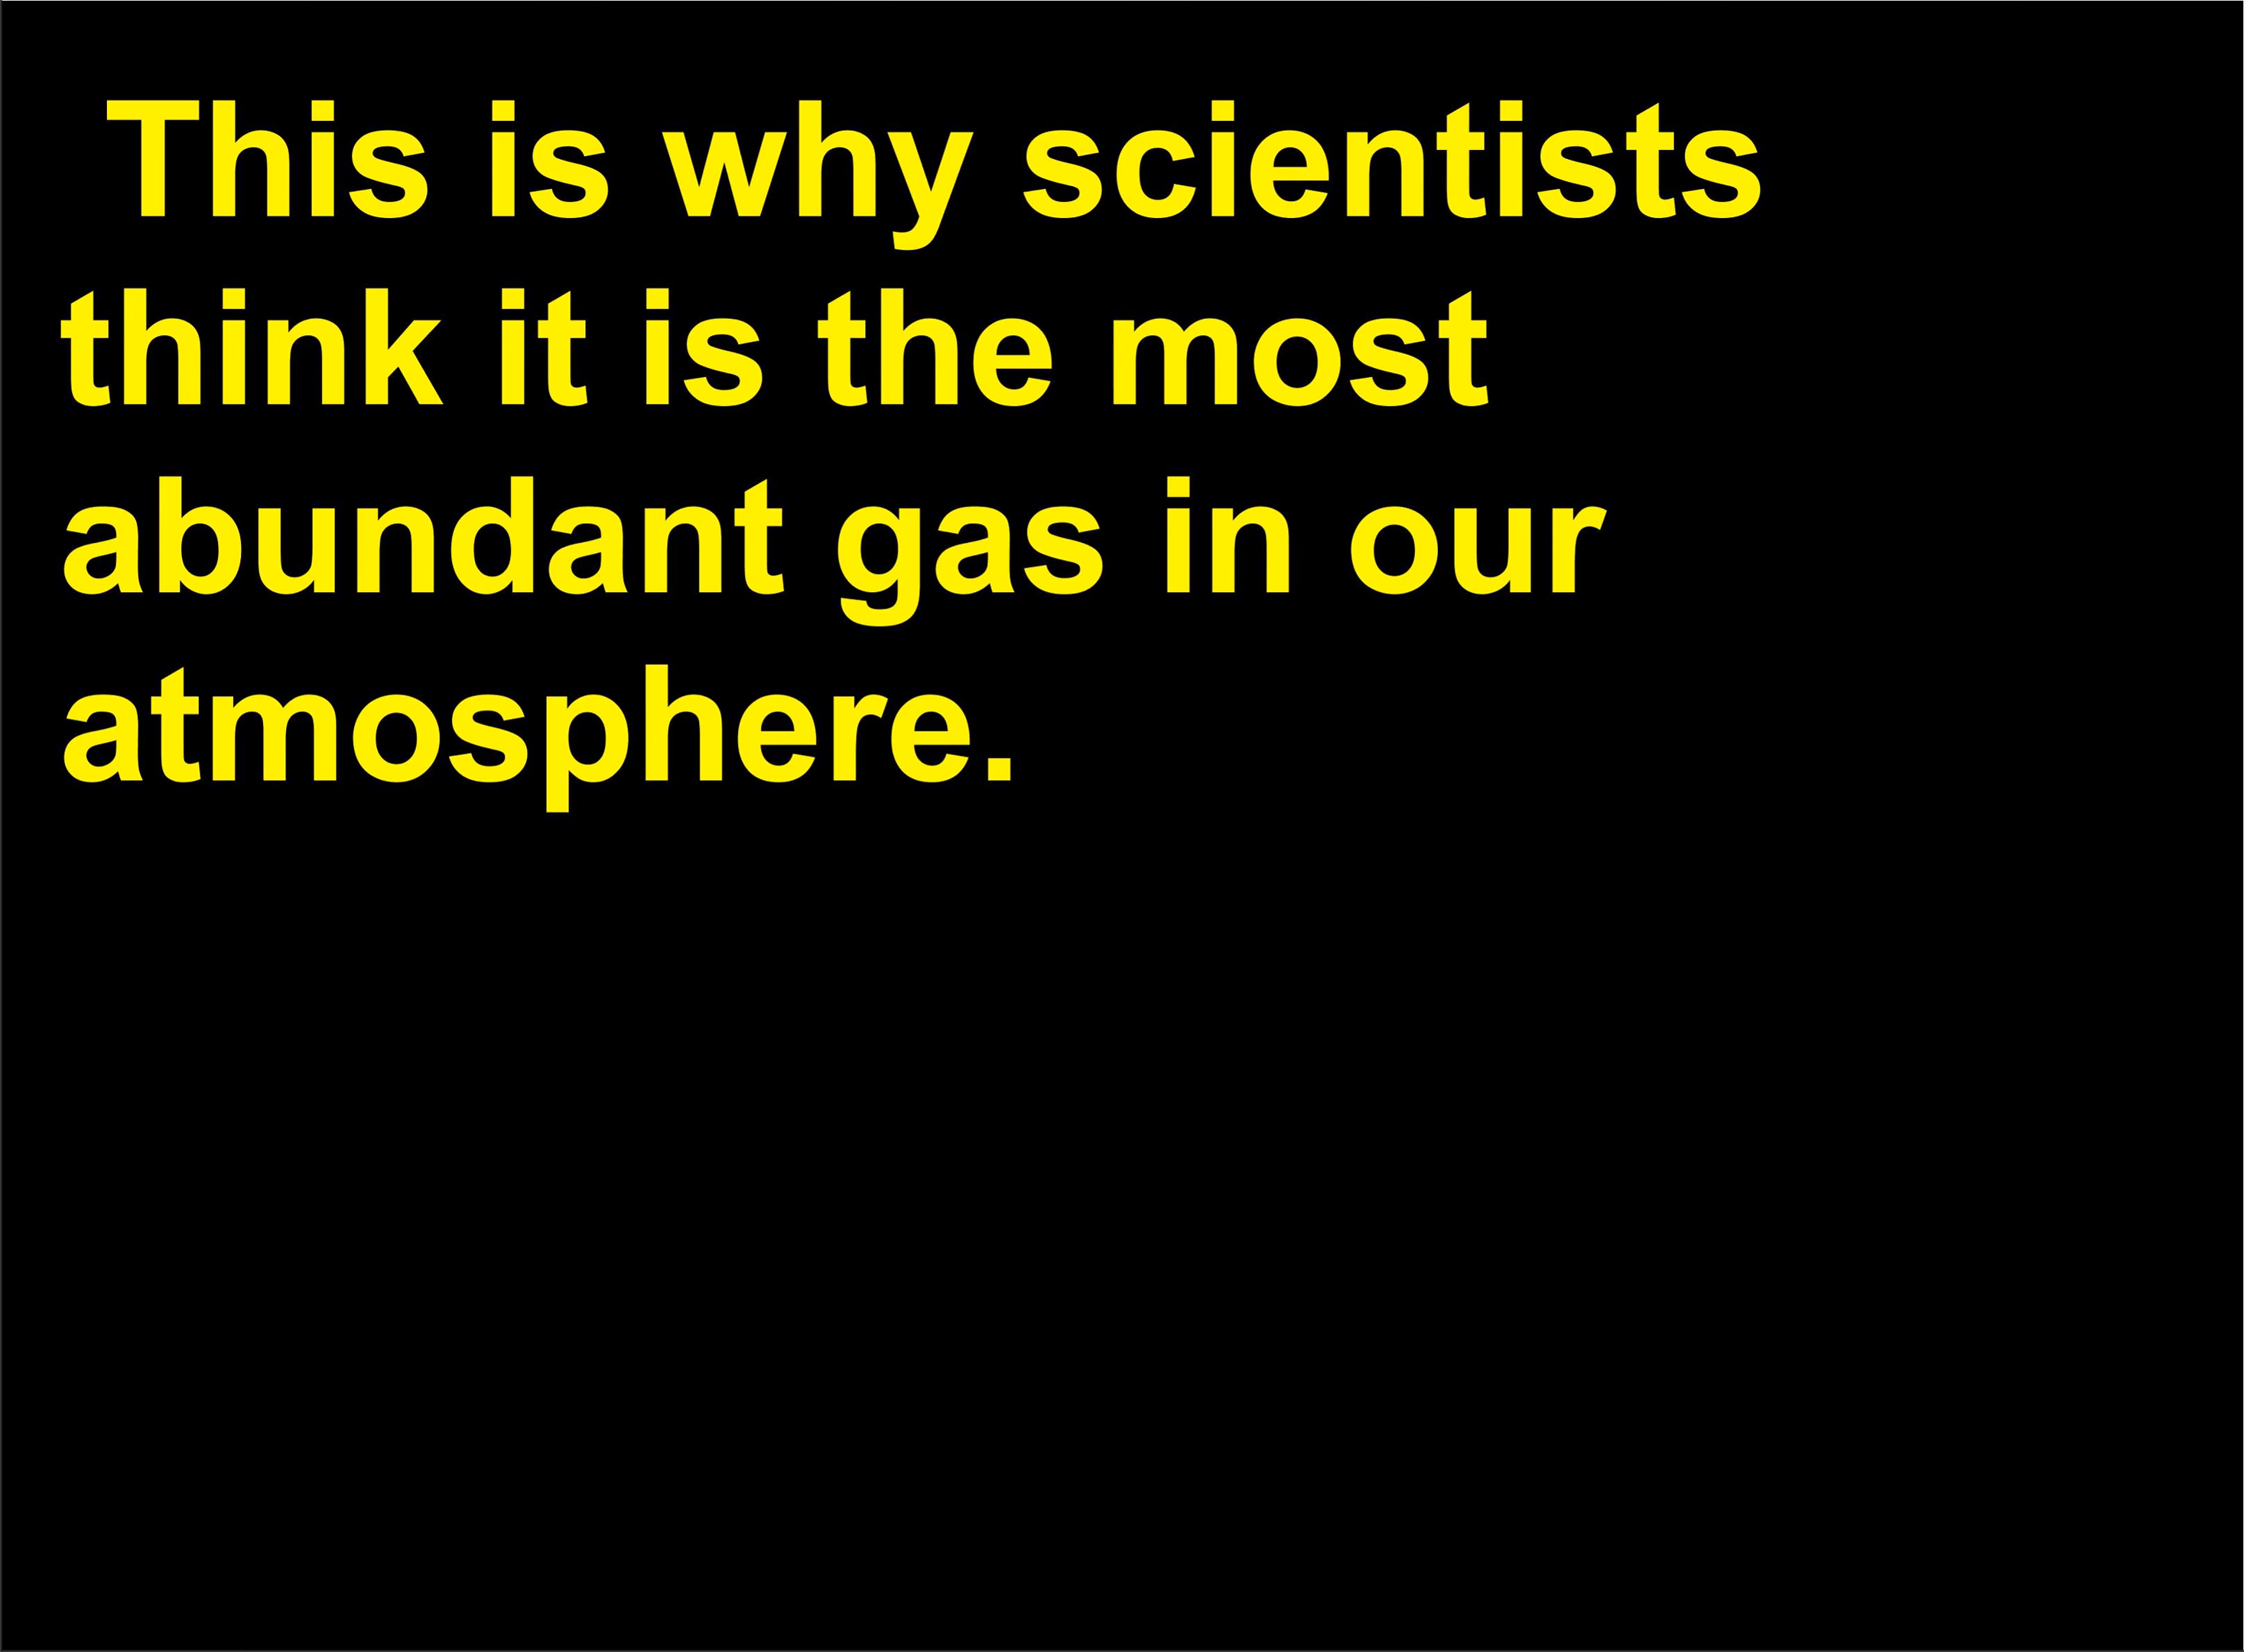 This is why scientists
think it is the most
abundant gas in our
atmosphere.